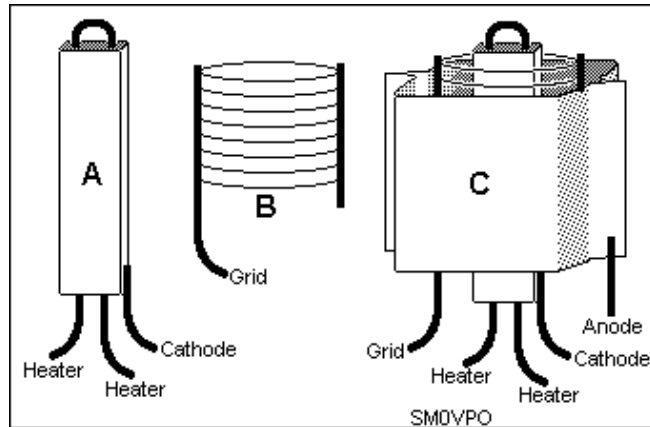 A
B
C
Grid
Cathode
Heater
Heater
Anode
Grid
Cathode
Heater
Heater
SM0VPO